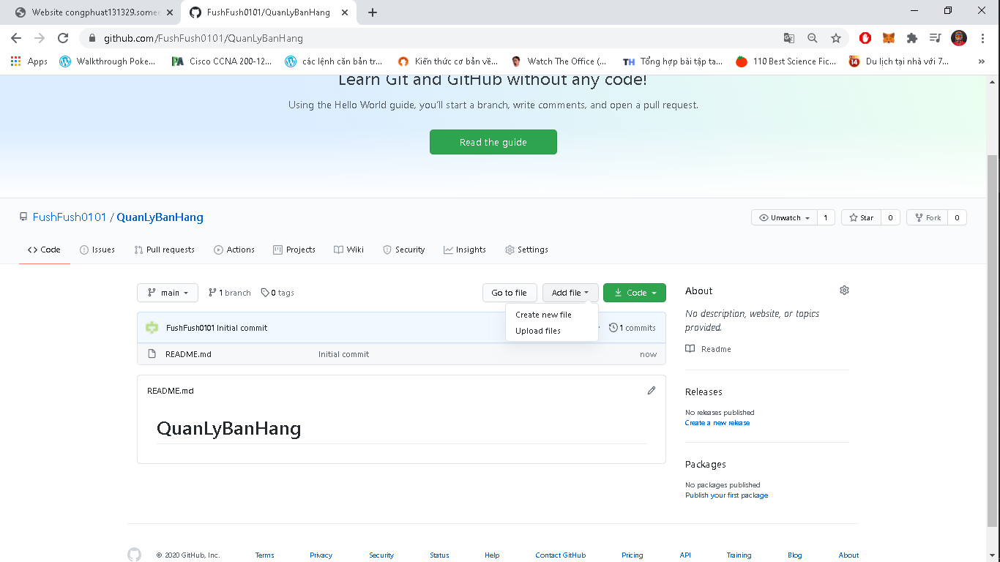 Website congphuat131329.some
FushFush0101/QuanLyBanHang
github.com/FushFush0101/QuanLyBanHang
Apps
Walkthrough Poke...
Cisco CCNA 200-12...
các lệnh căn bản tr...
Kiến thức cơ bản về...
Watch The Office (...
TH Tổng hợp bài tập ta...
110 Best Science Fic...
14 Du lịch tại nhà với 7...
Learn Git and GitHub without any code!
Using the Hello World guide, you'll start a branch, write comments, and open a pull request.
Read the guide
FushFush0101 / QuanLyBanHang
Unwatch 1
Star 0
Fork 0
Code
Issues
Pull requests
Actions
Projects
Wiki
Security
Insights
Settings
main
1 branch
0 tags
Go to file
Add file
Code
Create new file
Upload files
FushFush0101 Initial commit
1 commits
README.md
Initial commit
now
README.md
QuanLyBanHang
About
No description, website, or topics
provided.
Readme
Releases
No releases published
Create a new release
Packages
No packages published
Publish your first package
© 2020 GitHub, Inc.
Terms
Privacy
Security
Status
Help
Contact GitHub
Pricing
API
Training
Blog
About